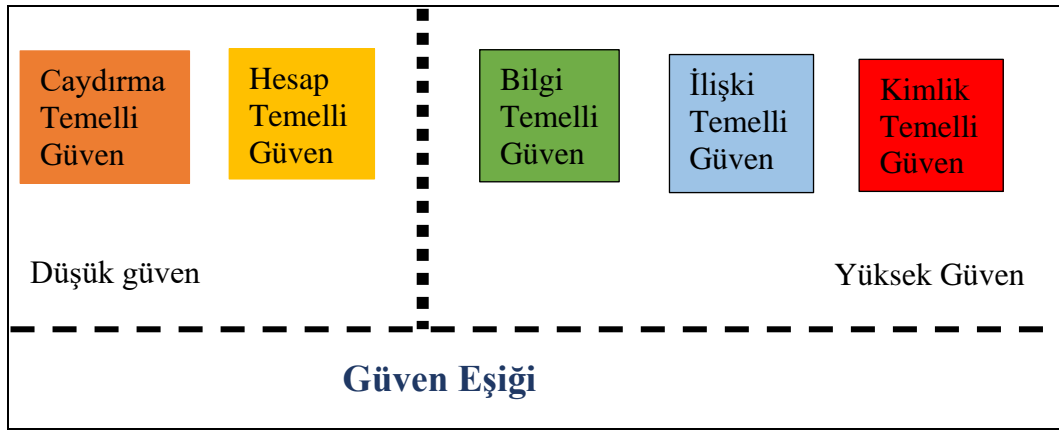 Caydırma
Temelli
Güven
Hesap
Temelli
Güven
Bilgi
Temelli
Güven
İlişki
Temelli
Güven
Kimlik
Temelli
Güven
Düşük güven
Yüksek Güven
Güven Eşiği